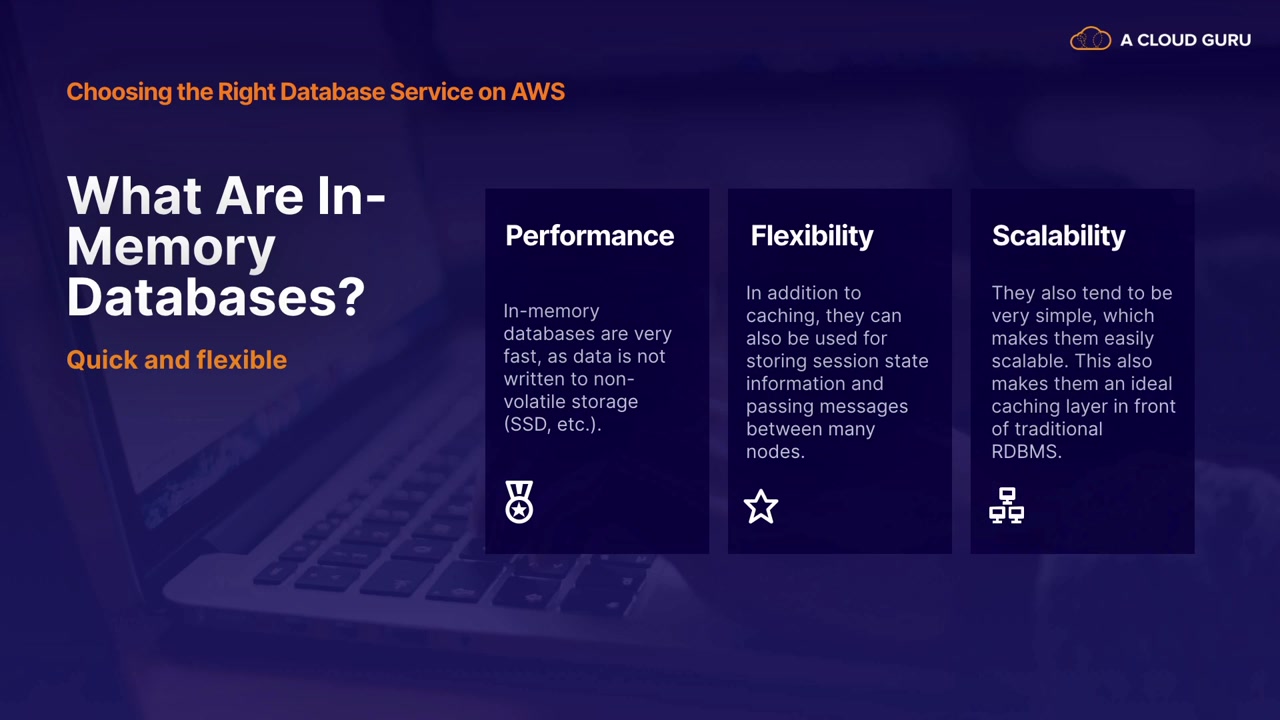 A CLOUD GURU
Choosing the Right Database Service on AWS
What Are In-
Memory
Databases?
Quick and flexible
Performance
In-memory
databases are very
fast, as data is not
written to non-
volatile storage
(SSD, etc.).
Flexibility
In addition to
caching, they can
also be used for
storing session state
information and
passing messages
between many
nodes.
Scalability
They also tend to be
very simple, which
makes them easily
scalable. This also
makes them an ideal
caching layer in front
of traditional
RDBMS.